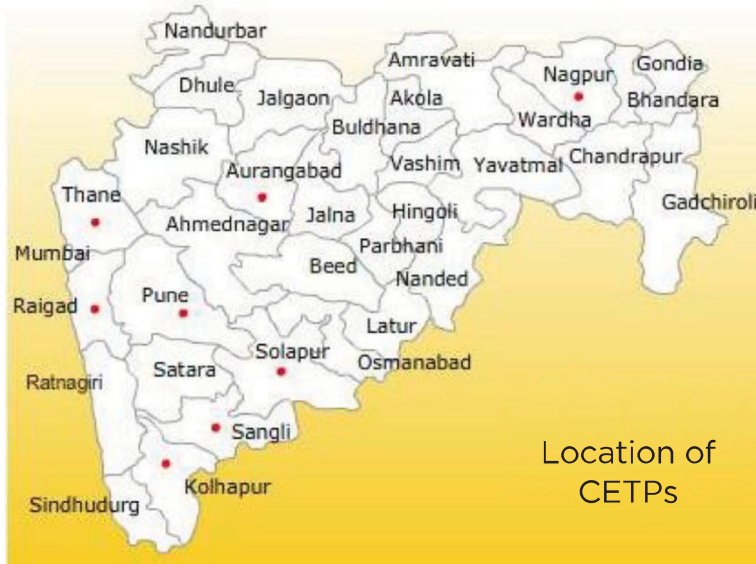 Nandurbar
Amravati
Gondia
Nagpur
Dhule
Jalgaon
Akola
Bhandara
Wardha
Buldhana
Nashik
Chandrapur
Aurangabad
Vashim
Yavatmal
Thane
Gadchiroli
Ahmednagar
Jalna
Hingoli
Mumbai
Parbhani
Beed
Nanded
Raigad
Pune
Latur
Solapur
Osmanabad
Satara
Ratnagiri
Sangli
Location of
CETPs
Kolhapur
Sindhudurg